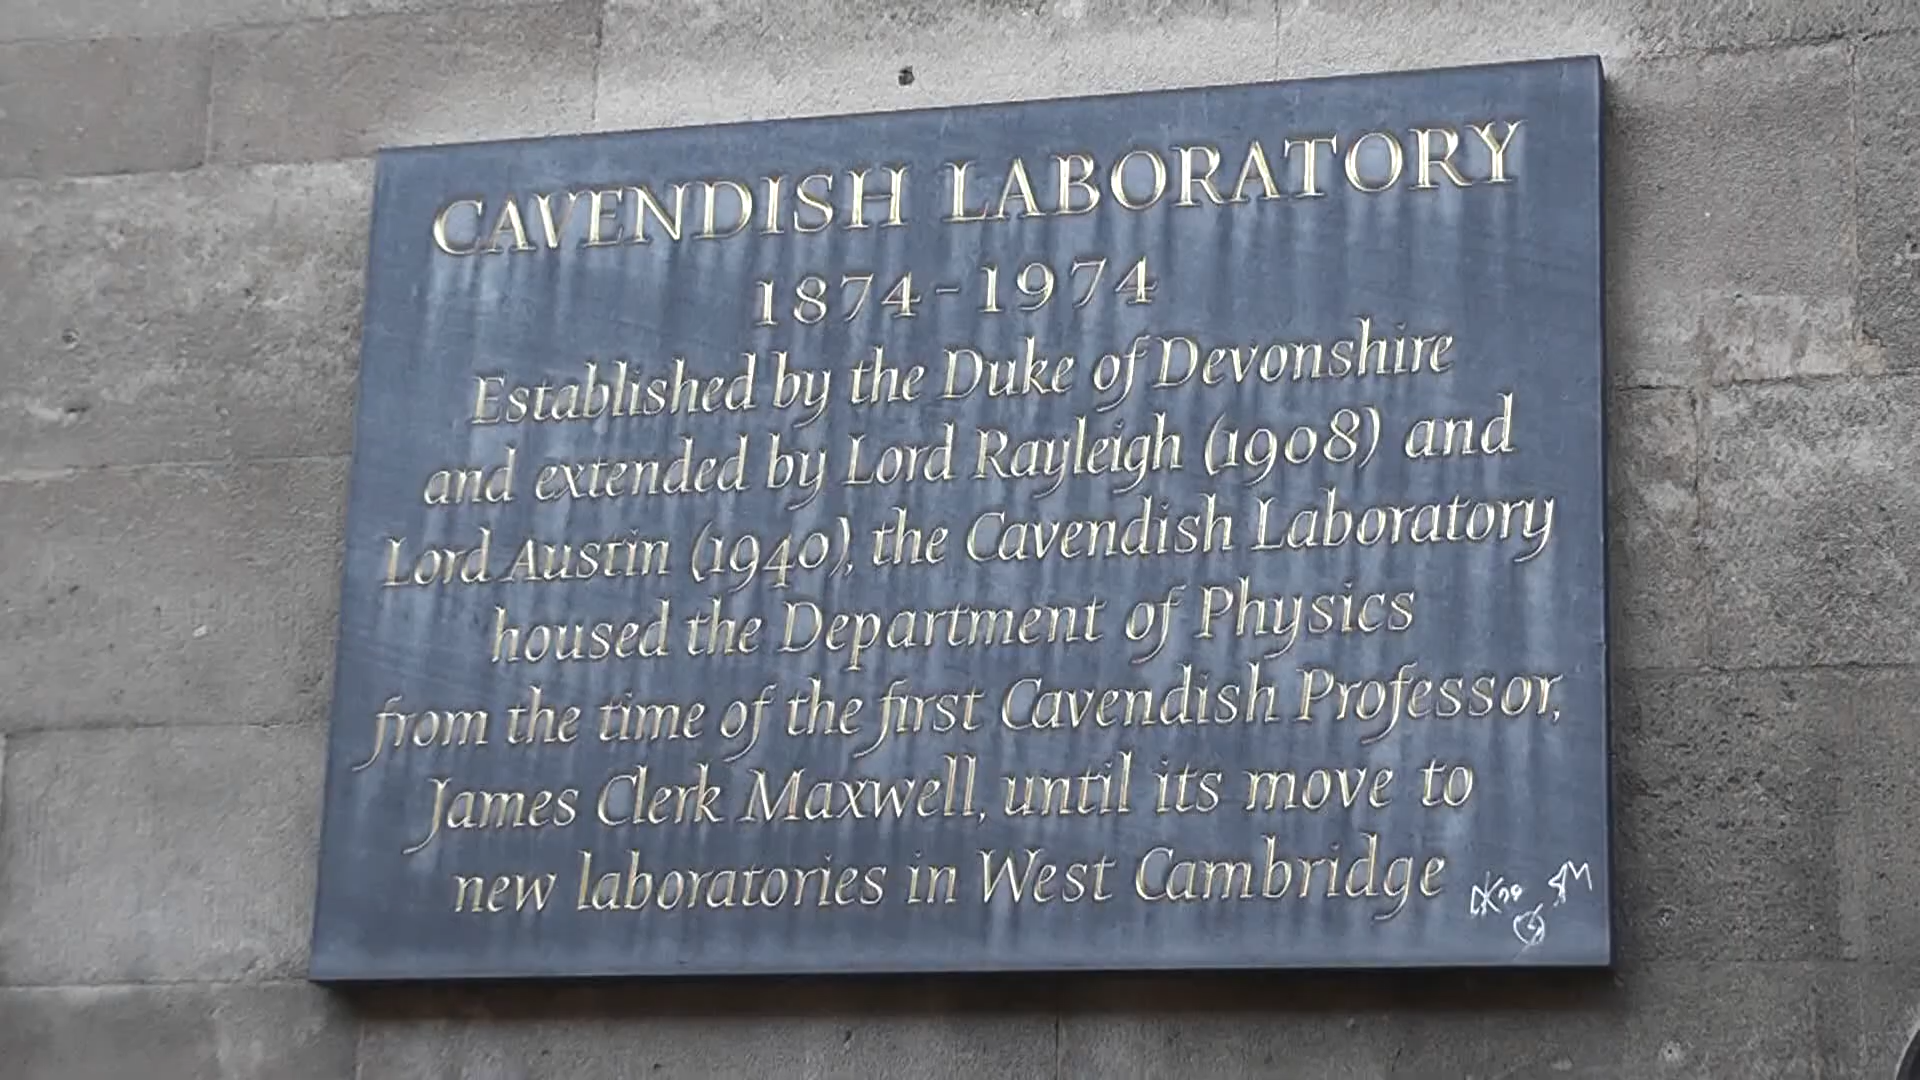 CAVENDISH LABORATORY
1874-1974
Established by the Duke of Devonshire
and extended by Lord Rayleigh (1908) and
Lord Austin (1940), the Cavendish Laboratory
housed the Department of Physics
from the time of the first Cavendish Professor,
James Clerk Maxwell, until its move to
new laboratories in West Cambridge